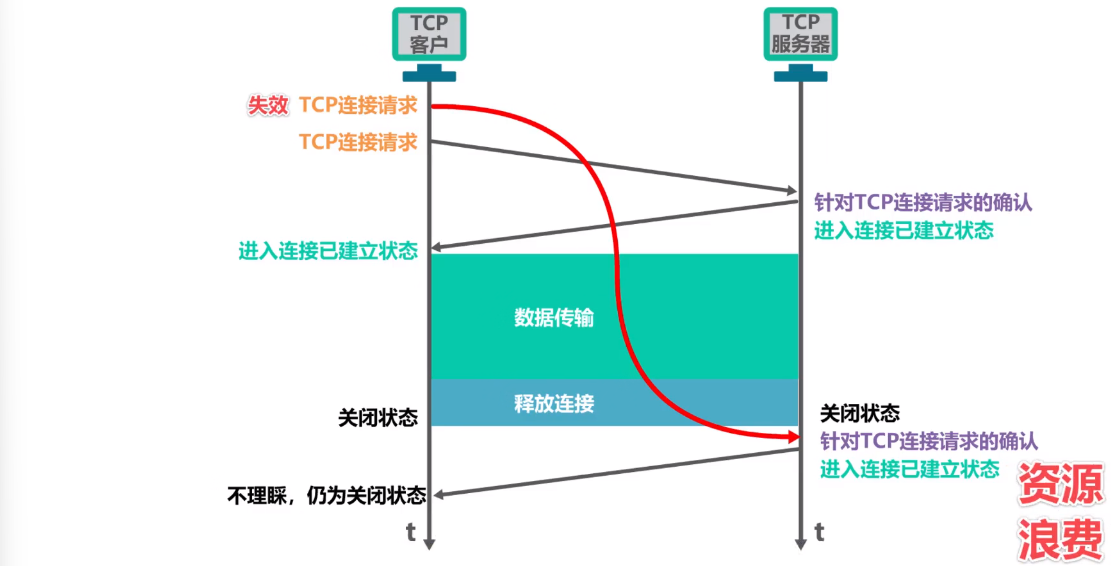 TCP
客户
TCP
服务器
失效 TCP连接请求
TCP连接请求
针对TCP连接请求的确认
进入连接已建立状态
进入连接已建立状态
数据传输
释放连接
关闭状态
关闭状态
针对TCP连接请求的确认
进入连接已建立状态
不理睬，仍为关闭状态
资源
浪费
t
t